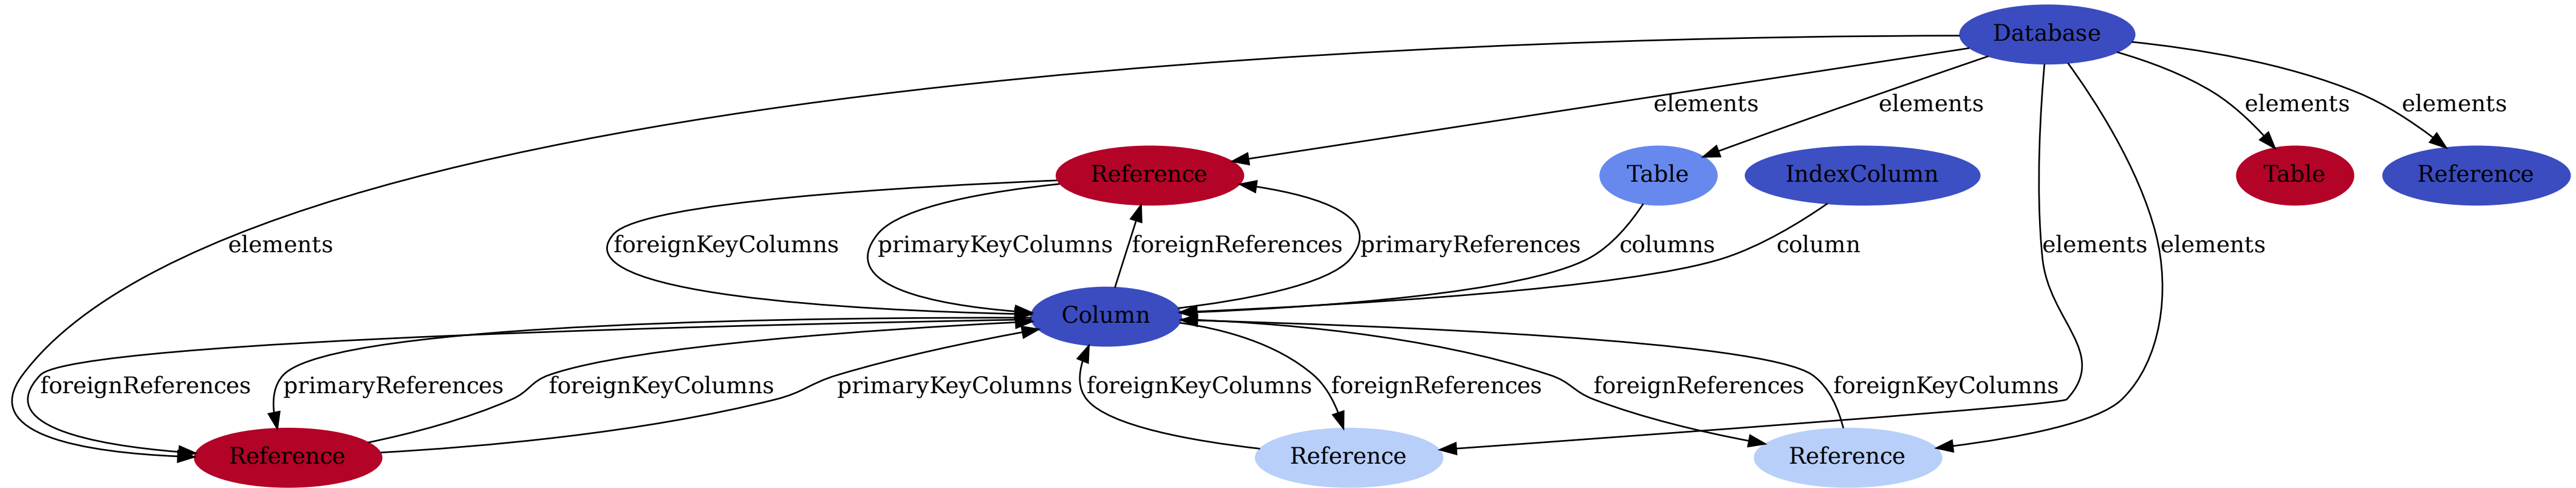 Database
elements elements elements elements
Reference Table IndexColumn Table Reference
elements foreignKeyColumns primaryKeyColumns foreignReferences primaryReferences columns column elements elements
Column
foreignReferences primaryReferences foreignKeyColumns primaryKeyColumns foreignKeyColumns foreignReferences foreignReferences foreignKeyColumns
Reference Reference Reference